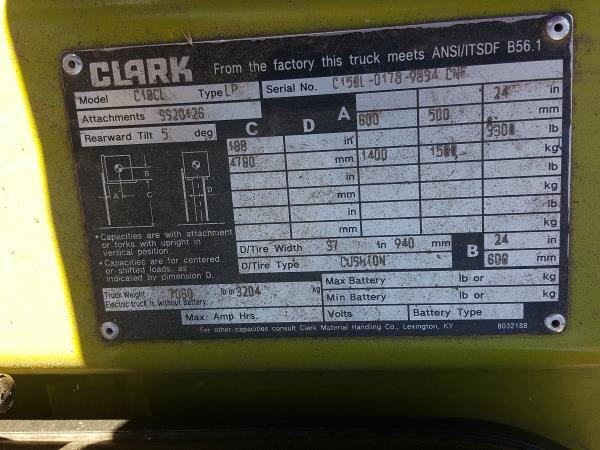 CLARK From the factory this truck meets ANSI/ITSDF B56.1
Model C18CL Type LP Serial No. C158L-0178-9894 CNF
Attachments SS20426
Rearward Tilt 5 deg
C D A 600 500 24 in
188 in 3300 lb
4780 mm 1400 kg
in lb
mm kg
in lb
mm kg
A B C D
• Capacities are with attachment
or forks with upright in
vertical position
• Capacities are for centered
or shifted loads, as
indicated by dimension D.
D/Tire Width 37 in 940 mm B 24 in
D/Tire Type CUSHION 600 mm
Max Battery lb or kg
Truck Weight 7060 lb or 3204 kg Min Battery lb or kg
Electric truck is without Battery.
Max. Amp Hrs. Volts Battery Type
For other capacities consult Clark Material Handling Co., Lexington, KY 8032188